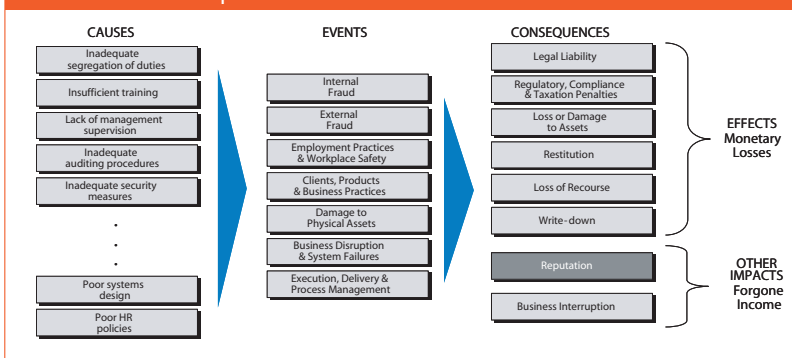 CAUSES
Inadequate
segregation of duties
Insufficient training
Lack of management
supervision
Inadequate
auditing procedures
Inadequate security
measures
.
.
.
Poor systems
design
Poor HR
policies
EVENTS
Internal
Fraud
External
Fraud
Employment Practices
& Workplace Safety
Clients, Products
& Business Practices
Damage to
Physical Assets
Business Disruption
& System Failures
Execution, Delivery &
Process Management
CONSEQUENCES
Legal Liability
Regulatory, Compliance
& Taxation Penalties
Loss or Damage
to Assets
Restitution
Loss of Recourse
Write-down
Reputation
Business Interruption
EFFECTS
Monetary
Losses
OTHER
IMPACTS
Forgone
Income